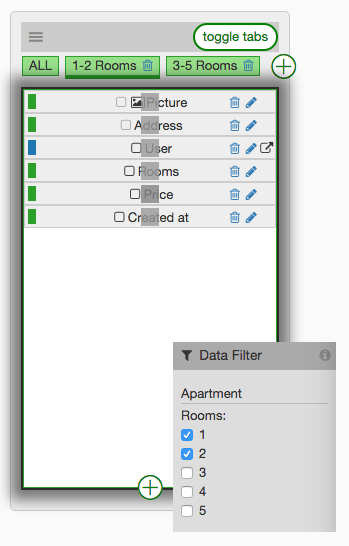 toggle tabs
ALL
1-2 Rooms
3-5 Rooms
Picture
Address
User
Rooms
Price
Created at
Data Filter
Apartment
Rooms:
1
2
3
4
5